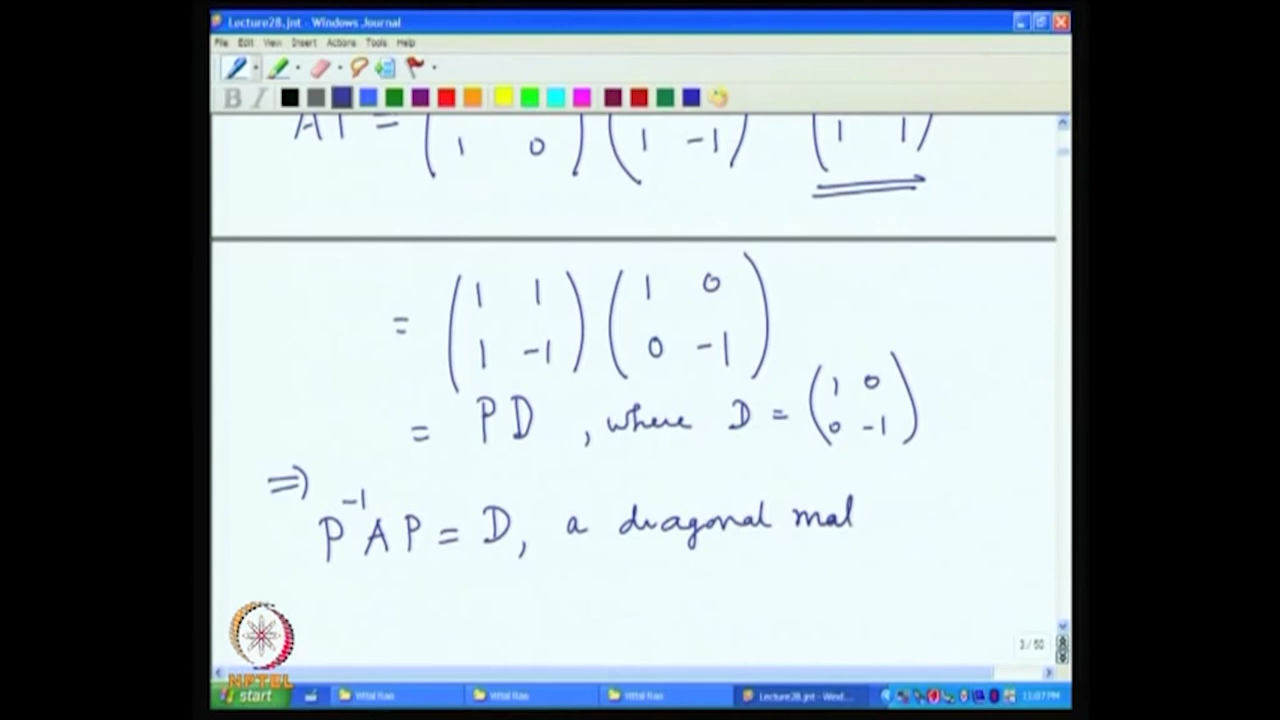 Lecture28.jnt - Windows Journal
File Edit View Insert Actions Tools Help
B I
AP = ( 1 0 ) ( 1 -1 ) ( 1 1 )
= ( 1 1 ) ( 1 0 )
( 1 -1 ) ( 0 -1 )
= PD , where D = ( 1 0
0 -1 )
⇒
P⁻¹AP = D, a diagonal mat
3 / 50
NPTEL
start Vittal Rao Vittal Rao Vittal Rao Lecture28.jnt - Wind... 11:07 PM